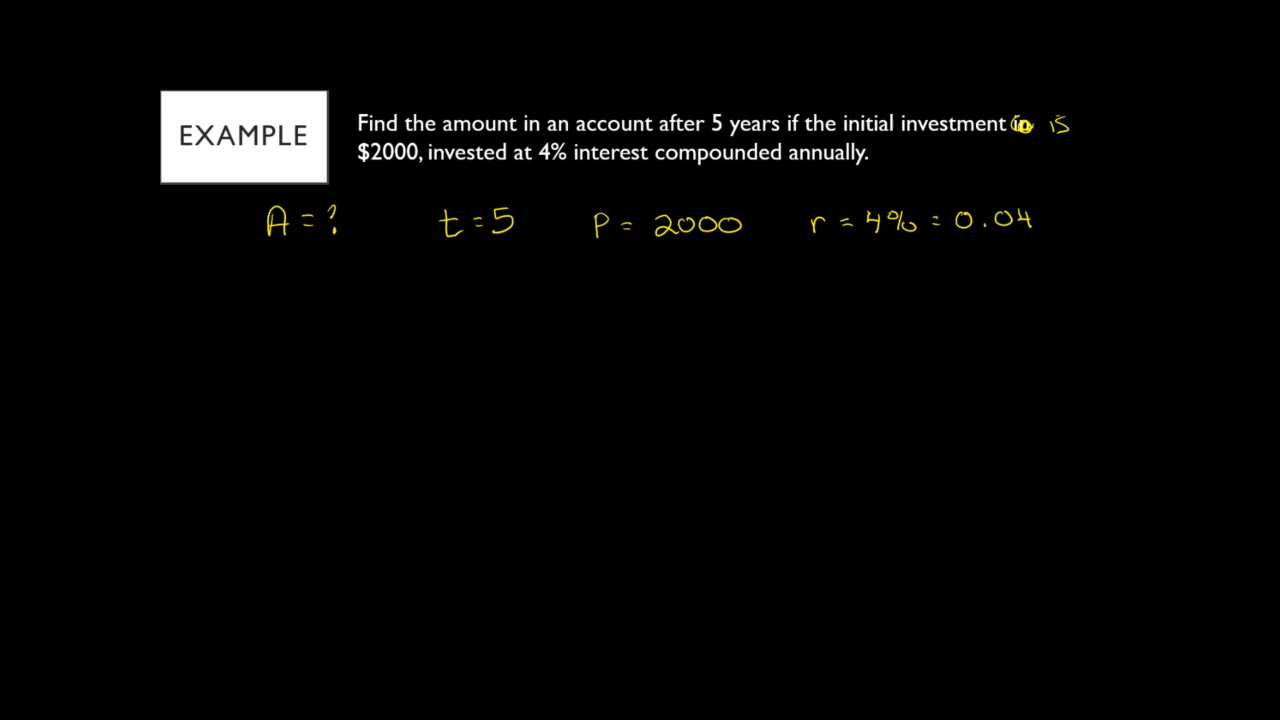 EXAMPLE
Find the amount in an account after 5 years if the initial investment is
$2000, invested at 4% interest compounded annually.
A = ? t = 5 P = 2000 r = 4% = 0.04